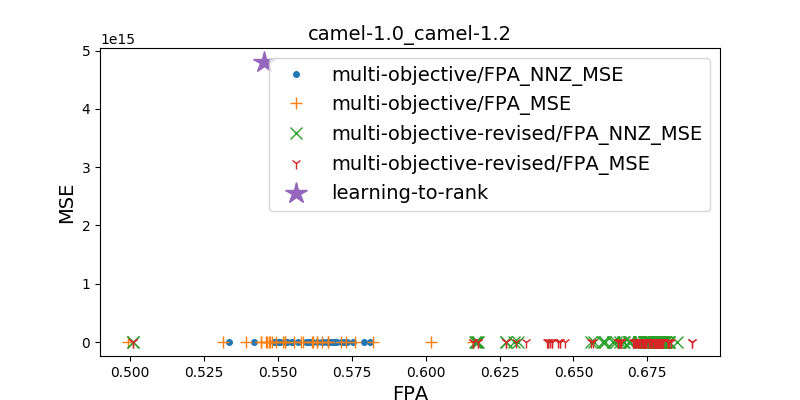 camel-1.0_camel-1.2
1e15
5
4
3
2
1
0
MSE
multi-objective/FPA_NNZ_MSE
multi-objective/FPA_MSE
multi-objective-revised/FPA_NNZ_MSE
multi-objective-revised/FPA_MSE
learning-to-rank
0.500 0.525 0.550 0.575 0.600 0.625 0.650 0.675
FPA